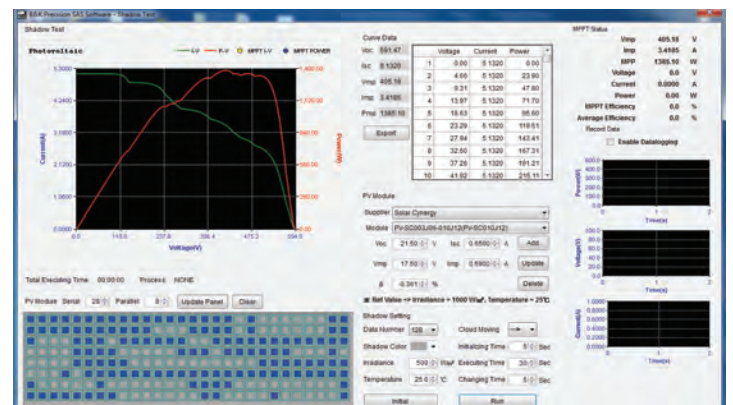 B&K Precision SAS Software - Shadow Test
Shadow Test
Photovoltaic
I-V P-V MPPT I-V MPPT POWER
Current(A)
Power(W)
Voltage(V)
Total Executing Time 00:00:00 Process NONE
PV Module Serial 28 Parallel 8 Update Panel Clear
Curve Data
Voc 591.47
Isc 5.1320
Vmp 405.18
Imp 3.4185
Pmp 1385.10
Export
Voltage Current Power
1 0.00 5.1320 0.00
2 4.66 5.1320 23.90
3 9.31 5.1320 47.80
4 13.97 5.1320 71.70
5 18.63 5.1320 95.60
6 23.29 5.1320 119.51
7 27.94 5.1320 143.41
8 32.60 5.1320 167.31
9 37.26 5.1320 191.21
10 41.92 5.1320 215.11
PV Module
Supplier Solar Cynergy
Module PV-SC003J06-010J12(PV-SC010J12)
Voc 21.50 V Isc 0.6500 A Add
Vmp 17.50 V Imp 0.5900 A Update
β -0.361 % Delete
Ref Value => Irradiance = 1000 W/㎡, Temperature = 25℃
Shadow Setting
Data Number 128 Cloud Moving
Shadow Color Initializing Time 5 Sec
Irradiance 500 W/㎡ Executing Time 30 Sec
Temperature 25.0 ℃ Changing Time 5 Sec
Initial Run
MPPT Status
Vmp 405.18 V
Imp 3.4185 A
MPP 1385.10 W
Voltage 0.0 V
Current 0.0000 A
Power 0.00 W
MPPT Efficiency 0.0 %
Average Efficiency 0.0 %
Record Data
Enable Datalogging
Power(W)
Time(s)
Voltage(V)
Time(s)
Current(A)
Time(s)